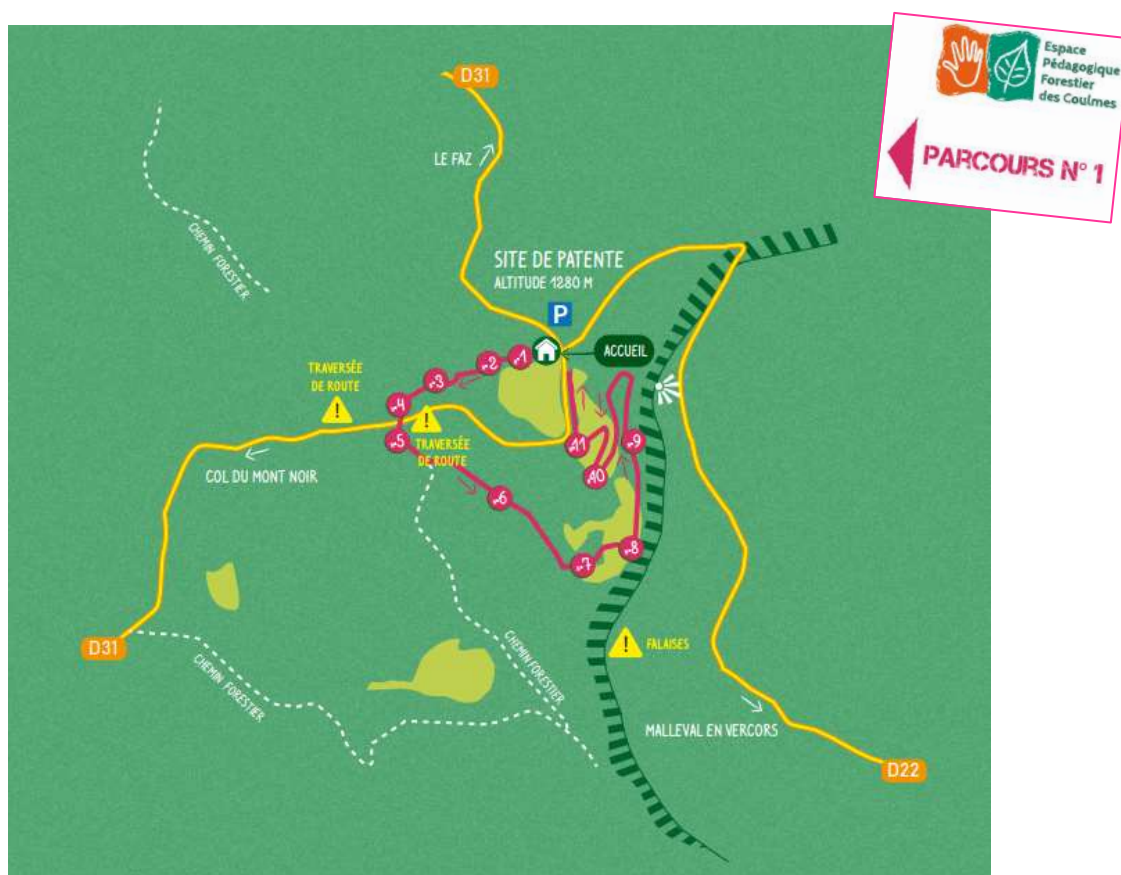 Espace
Pédagogique
Forestier
des Coulmes
PARCOURS N° 1
D31
LE FAZ
CHEMIN FORESTIER
SITE DE PATENTE
ALTITUDE 1280 M
P
ACCUEIL
1
2
3
4
5
6
7
8
9
10
11
TRAVERSÉE
DE ROUTE
!
!
TRAVERSÉE
DE ROUTE
COL DU MONT NOIR
D31
CHEMIN FORESTIER
CHEMIN FORESTIER
!
FALAISES
MALLEVAL EN VERCORS
D22